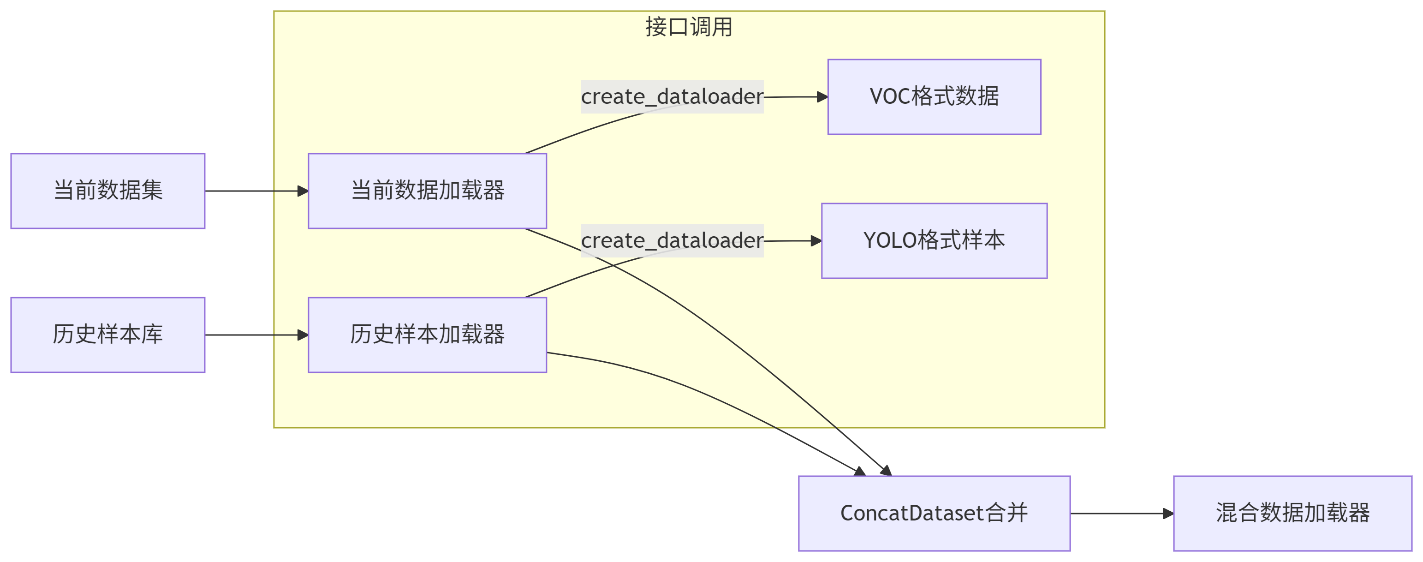 接口调用
create_dataloader
VOC格式数据
当前数据集
当前数据加载器
create_dataloader
YOLO格式样本
历史样本库
历史样本加载器
ConcatDataset合并
混合数据加载器